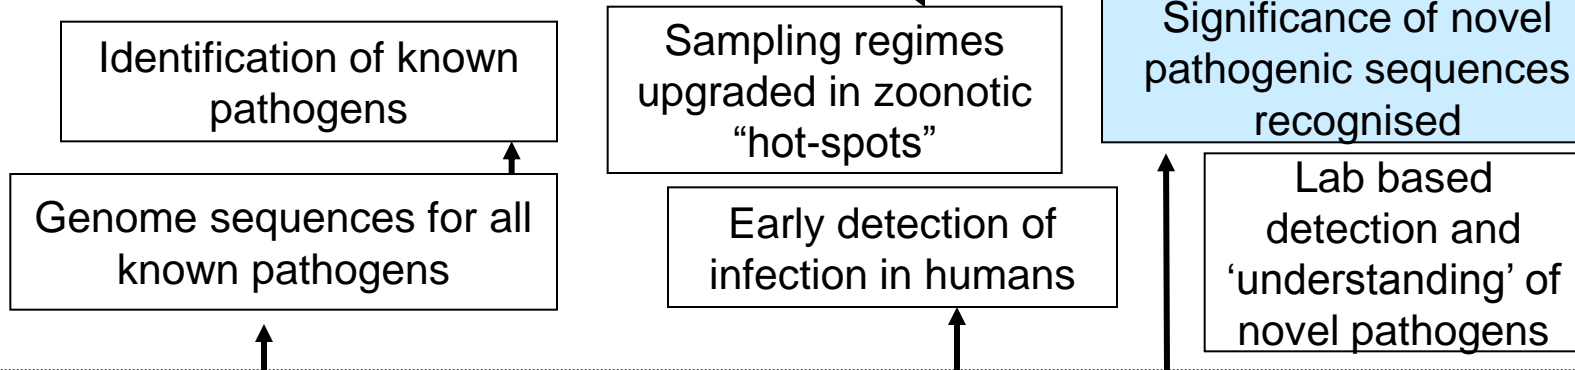 Identification of known
pathogens
Genome sequences for all
known pathogens
Sampling regimes
upgraded in zoonotic
“hot-spots”
Early detection of
infection in humans
Significance of novel
pathogenic sequences
recognised
Lab based
detection and
‘understanding’ of
novel pathogens